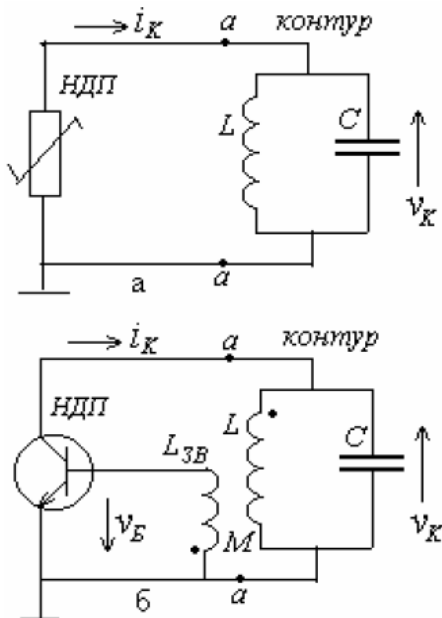 i_K a контур
НДП
L C
v_K
а a
i_K a контур
НДП
L_ЗВ L C
v_Б M v_K
б a